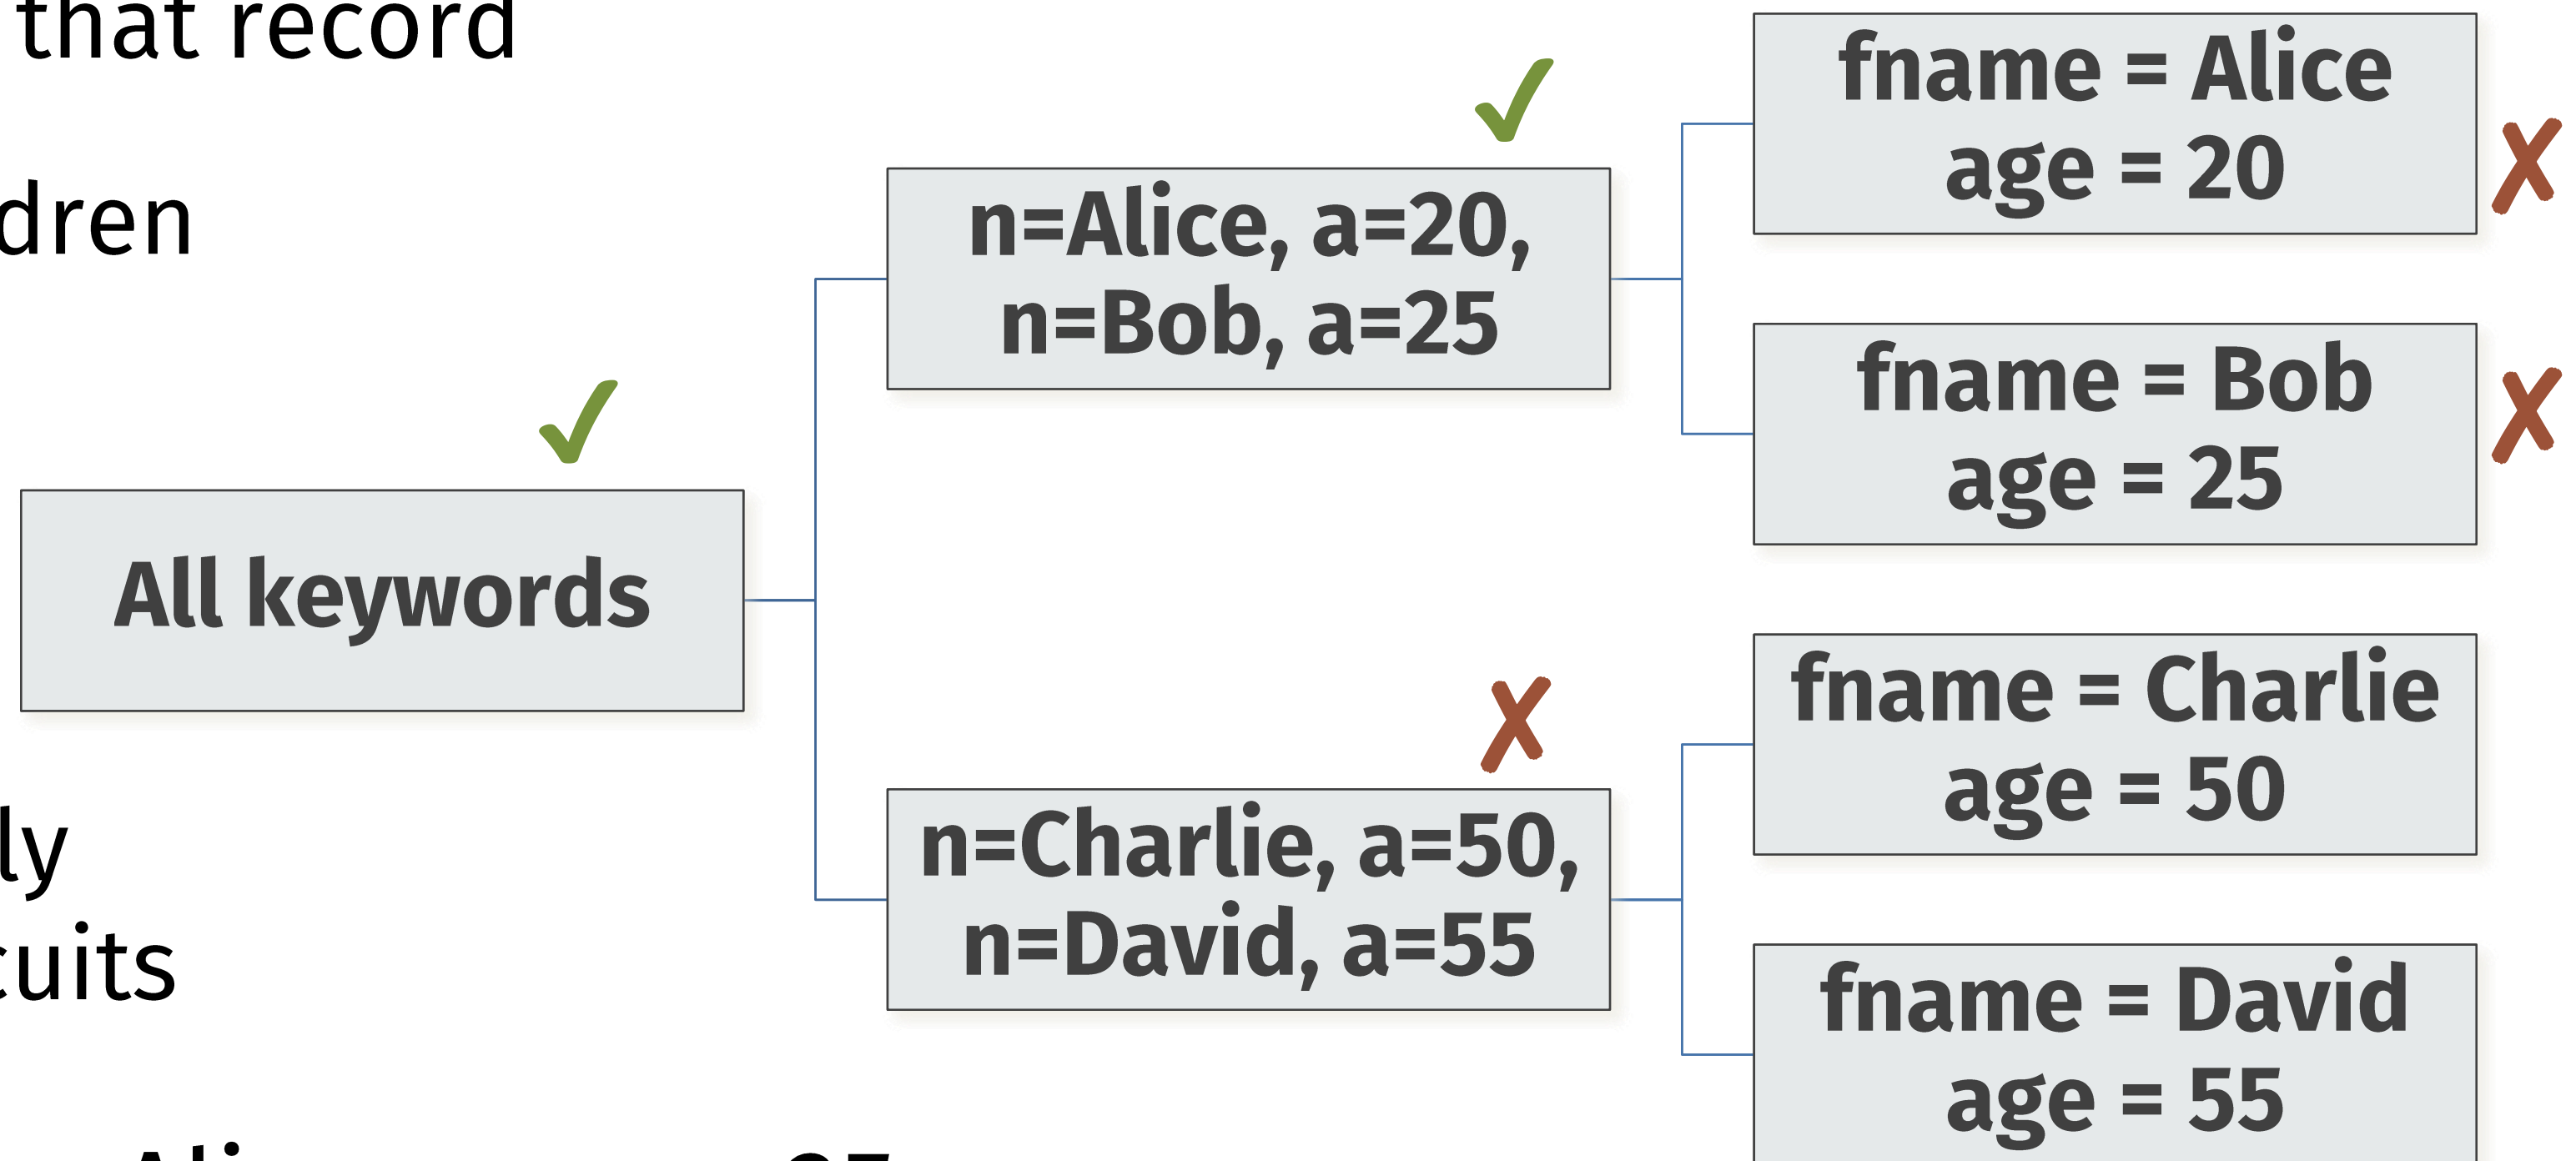 that record
dren
ly
cuits
All keywords
n=Alice, a=20,
n=Bob, a=25
n=Charlie, a=50,
n=David, a=55
fname = Alice
age = 20
fname = Bob
age = 25
fname = Charlie
age = 50
fname = David
age = 55